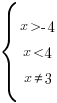 x >- 4
x < 4
x ≠ 3